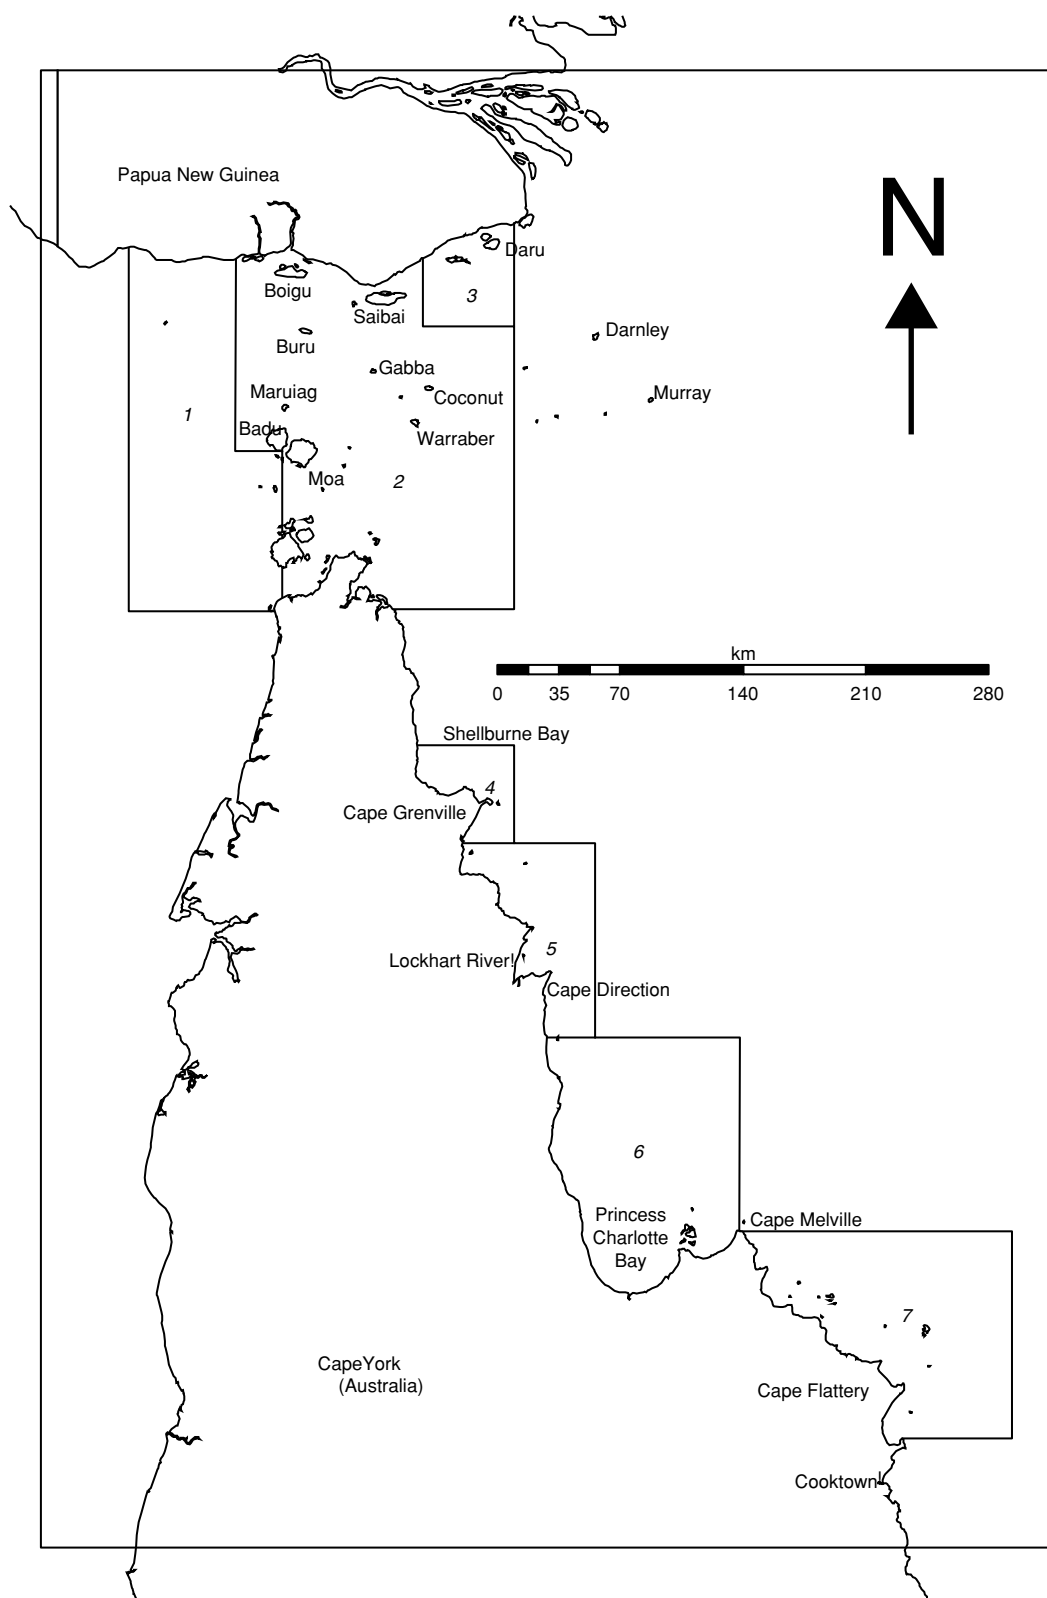 Papua New Guinea
N
Daru
Boigu
3
Saibai
Darnley
Buru
Gabba
Maruiag
Coconut
Murray
1
Badu
Warraber
Moa
2
km
0 35 70 140 210 280
Shellburne Bay
4
Cape Grenville
5
Lockhart River!
Cape Direction
6
Princess
Charlotte
Bay
Cape Melville
7
CapeYork
(Australia)
Cape Flattery
Cooktown!